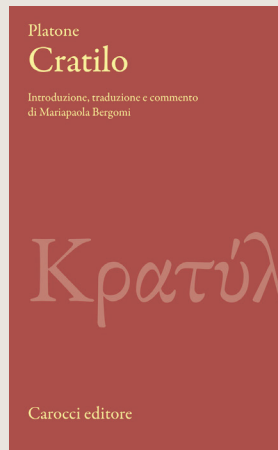 Platone
Cratilo
Introduzione, traduzione e commento
di Mariapaola Bergomi
Κρατύλ
Carocci editore